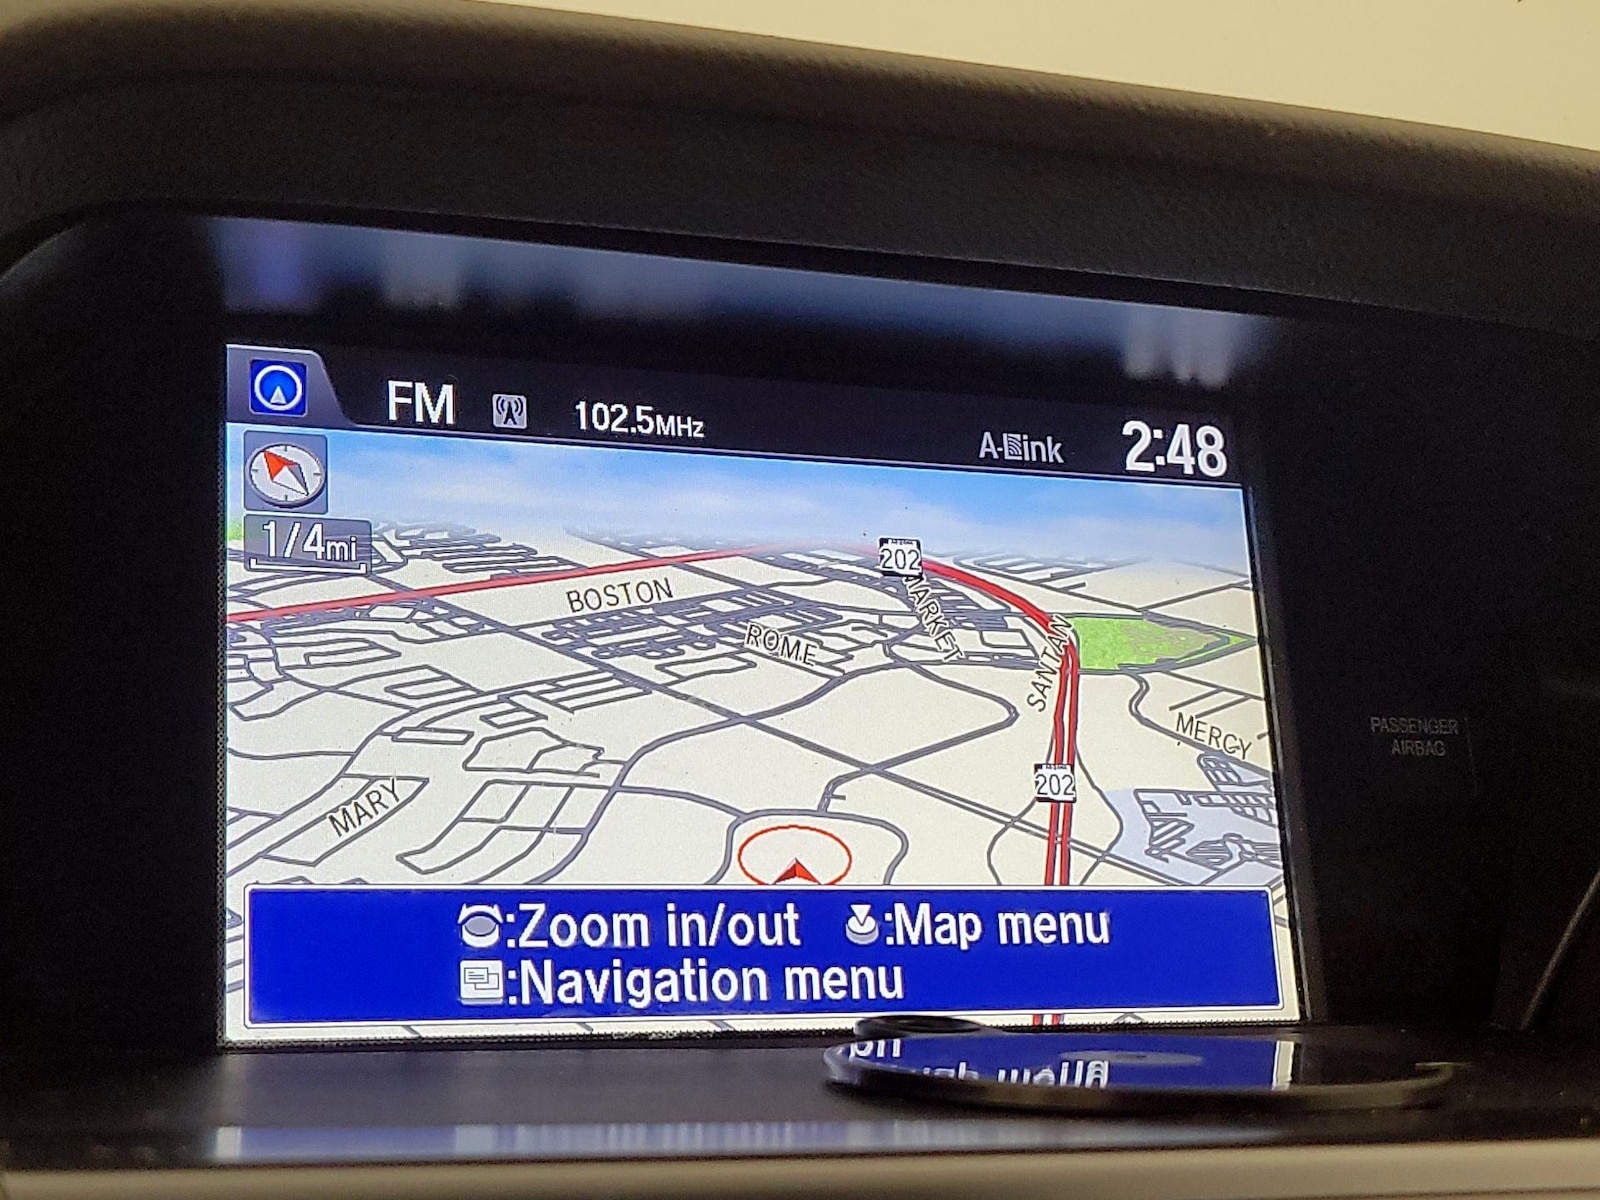 FM 102.5MHz A-Link 2:48
1/4mi
202
BOSTON
MARKET
ROME
SANTAN
MERCY
PASSENGER
AIRBAG
202
MARY
:Zoom in/out :Map menu
:Navigation menu